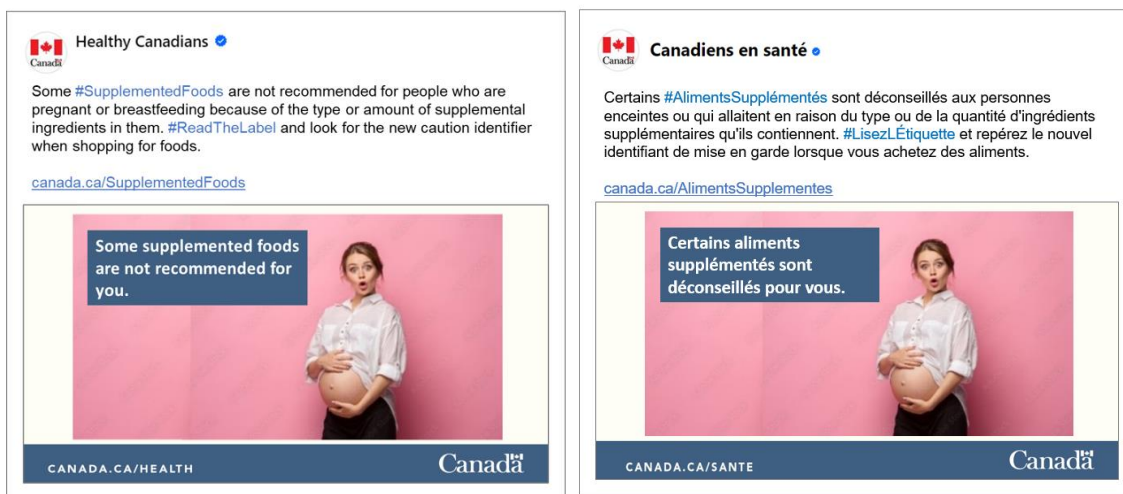 Healthy Canadians
Canada
Some #SupplementedFoods are not recommended for people who are
pregnant or breastfeeding because of the type or amount of supplemental
ingredients in them. #ReadTheLabel and look for the new caution identifier
when shopping for foods.
canada.ca/SupplementedFoods
Some supplemented foods
are not recommended for
you.
CANADA.CA/HEALTH
Canada
Canadiens en santé
Canada
Certains #AlimentsSupplémentés sont déconseillés aux personnes
enceintes ou qui allaitent en raison du type ou de la quantité d'ingrédients
supplémentaires qu'ils contiennent. #LisezLÉtiquette et repérez le nouvel
identifiant de mise en garde lorsque vous achetez des aliments.
canada.ca/AlimentsSupplementes
Certains aliments
supplémentés sont
déconseillés pour vous.
CANADA.CA/SANTE
Canada